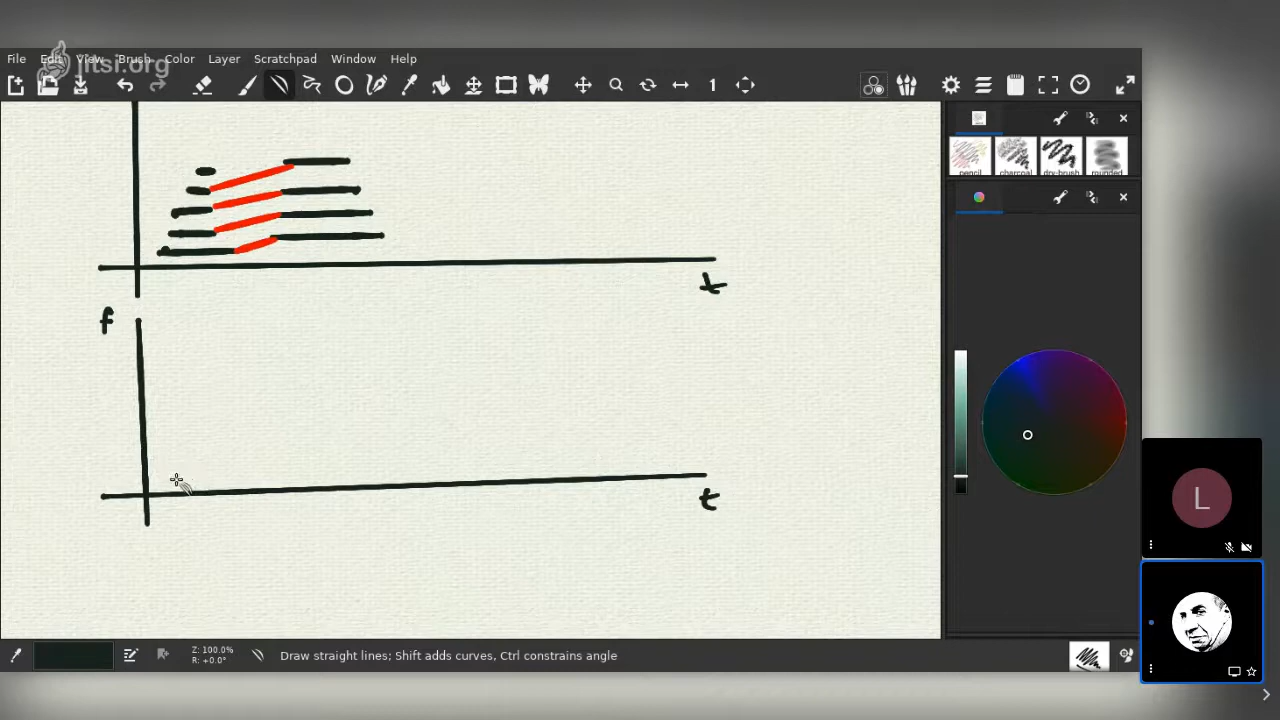 jitsi.org
File Edit View Brush Color Layer Scratchpad Window Help
1
pencil charcoal dry-brush rounded
t
f
t
L
Z: 100.0%
R: +0.0°
Draw straight lines; Shift adds curves, Ctrl constrains angle